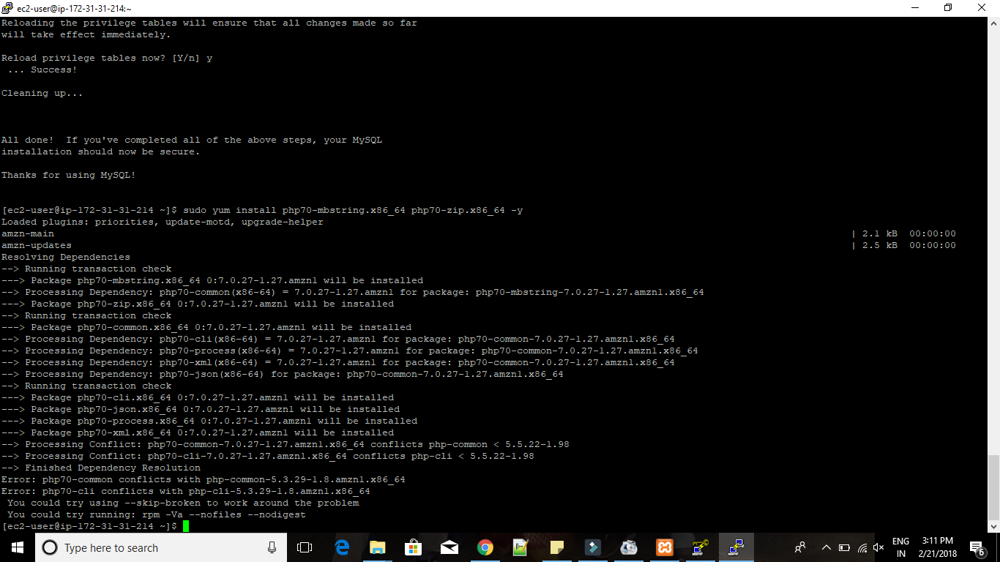 ec2-user@ip-172-31-31-214:~
Reloading the privilege tables will ensure that all changes made so far
will take effect immediately.
Reload privilege tables now? [Y/n] y
 ... Success!
Cleaning up...
All done!  If you've completed all of the above steps, your MySQL
installation should now be secure.
Thanks for using MySQL!
[ec2-user@ip-172-31-31-214 ~]$ sudo yum install php70-mbstring.x86_64 php70-zip.x86_64 -y
Loaded plugins: priorities, update-motd, upgrade-helper
amzn-main | 2.1 kB  00:00:00
amzn-updates | 2.5 kB  00:00:00
Resolving Dependencies
--> Running transaction check
---> Package php70-mbstring.x86_64 0:7.0.27-1.27.amzn1 will be installed
--> Processing Dependency: php70-common(x86-64) = 7.0.27-1.27.amzn1 for package: php70-mbstring-7.0.27-1.27.amzn1.x86_64
---> Package php70-zip.x86_64 0:7.0.27-1.27.amzn1 will be installed
--> Running transaction check
---> Package php70-common.x86_64 0:7.0.27-1.27.amzn1 will be installed
--> Processing Dependency: php70-cli(x86-64) = 7.0.27-1.27.amzn1 for package: php70-common-7.0.27-1.27.amzn1.x86_64
--> Processing Dependency: php70-process(x86-64) = 7.0.27-1.27.amzn1 for package: php70-common-7.0.27-1.27.amzn1.x86_64
--> Processing Dependency: php70-xml(x86-64) = 7.0.27-1.27.amzn1 for package: php70-common-7.0.27-1.27.amzn1.x86_64
--> Processing Dependency: php70-json(x86-64) for package: php70-common-7.0.27-1.27.amzn1.x86_64
--> Running transaction check
---> Package php70-cli.x86_64 0:7.0.27-1.27.amzn1 will be installed
---> Package php70-json.x86_64 0:7.0.27-1.27.amzn1 will be installed
---> Package php70-process.x86_64 0:7.0.27-1.27.amzn1 will be installed
---> Package php70-xml.x86_64 0:7.0.27-1.27.amzn1 will be installed
--> Processing Conflict: php70-common-7.0.27-1.27.amzn1.x86_64 conflicts php-common < 5.5.22-1.98
--> Processing Conflict: php70-cli-7.0.27-1.27.amzn1.x86_64 conflicts php-cli < 5.5.22-1.98
--> Finished Dependency Resolution
Error: php70-common conflicts with php-common-5.3.29-1.8.amzn1.x86_64
Error: php70-cli conflicts with php-cli-5.3.29-1.8.amzn1.x86_64
 You could try using --skip-broken to work around the problem
 You could try running: rpm -Va --nofiles --nodigest
[ec2-user@ip-172-31-31-214 ~]$
Type here to search
ENG
IN
3:11 PM
2/21/2018
6